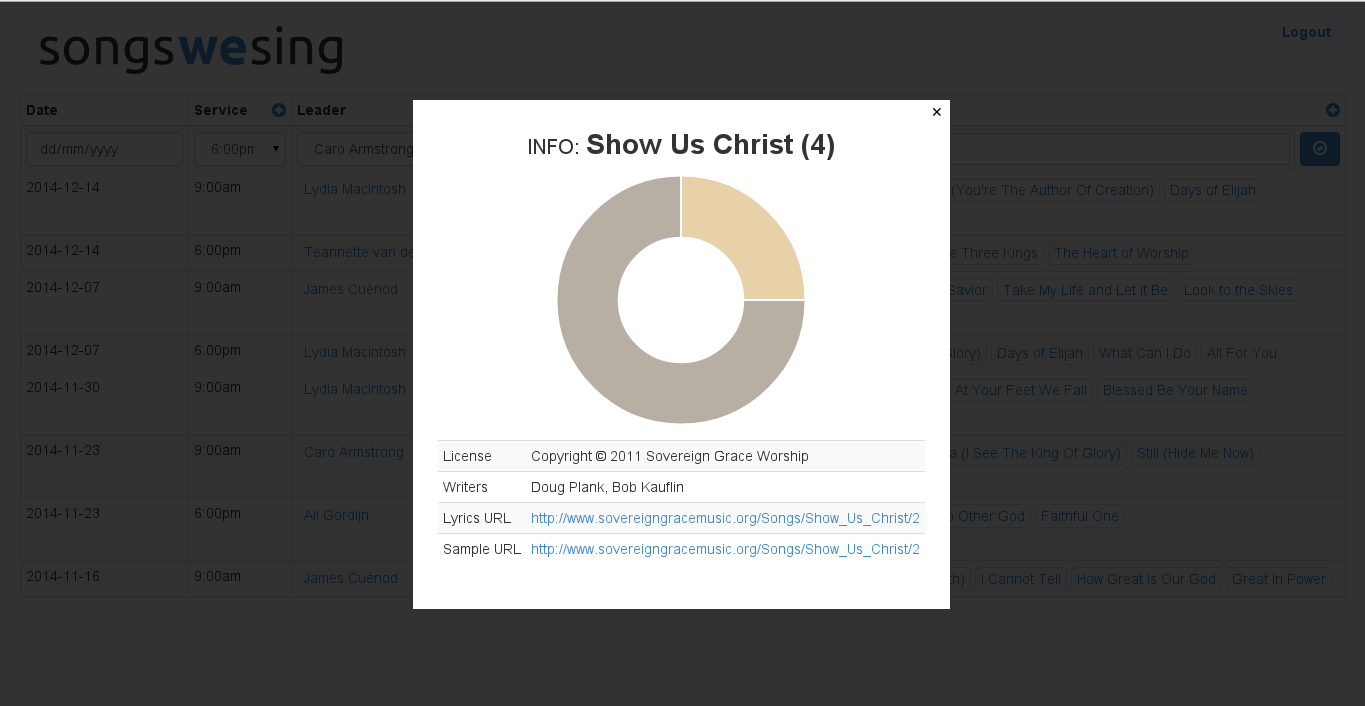 songswesing
Logout
Date Service Leader
dd/mm/yyyy 6:00pm Caro Armstrong
2014-12-14 9:00am Lydia Macintosh (You're The Author Of Creation) Days of Elijah
2014-12-14 6:00pm Teannette van de Three Kings The Heart of Worship
2014-12-07 9:00am James Cuénod Savior Take My Life and Let it Be Look to the Skies
2014-12-07 6:00pm Lydia Macintosh Glory) Days of Elijah What Can I Do All For You
2014-11-30 9:00am Lydia Macintosh At Your Feet We Fall Blessed Be Your Name
2014-11-23 9:00am Caro Armstrong (I See The King Of Glory) Still (Hide Me Now)
2014-11-23 6:00pm Ali Gordijn Other God Faithful One
2014-11-16 9:00am James Cuénod I Cannot Tell How Great Is Our God Great In Power
×
INFO: Show Us Christ (4)
License Copyright © 2011 Sovereign Grace Worship
Writers Doug Plank, Bob Kauflin
Lyrics URL http://www.sovereigngracemusic.org/Songs/Show_Us_Christ/2
Sample URL http://www.sovereigngracemusic.org/Songs/Show_Us_Christ/2